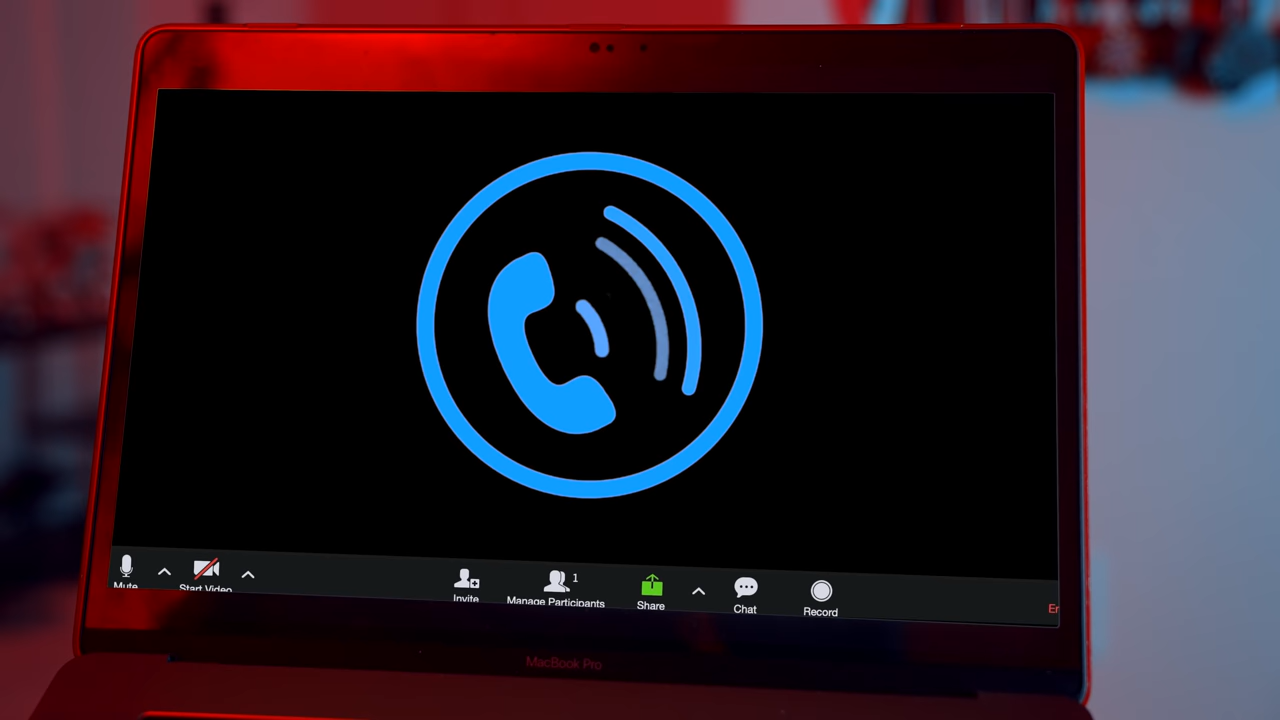 Mute
Start Video
Invite
Manage Participants
1
Share
Chat
Record
MacBook Pro